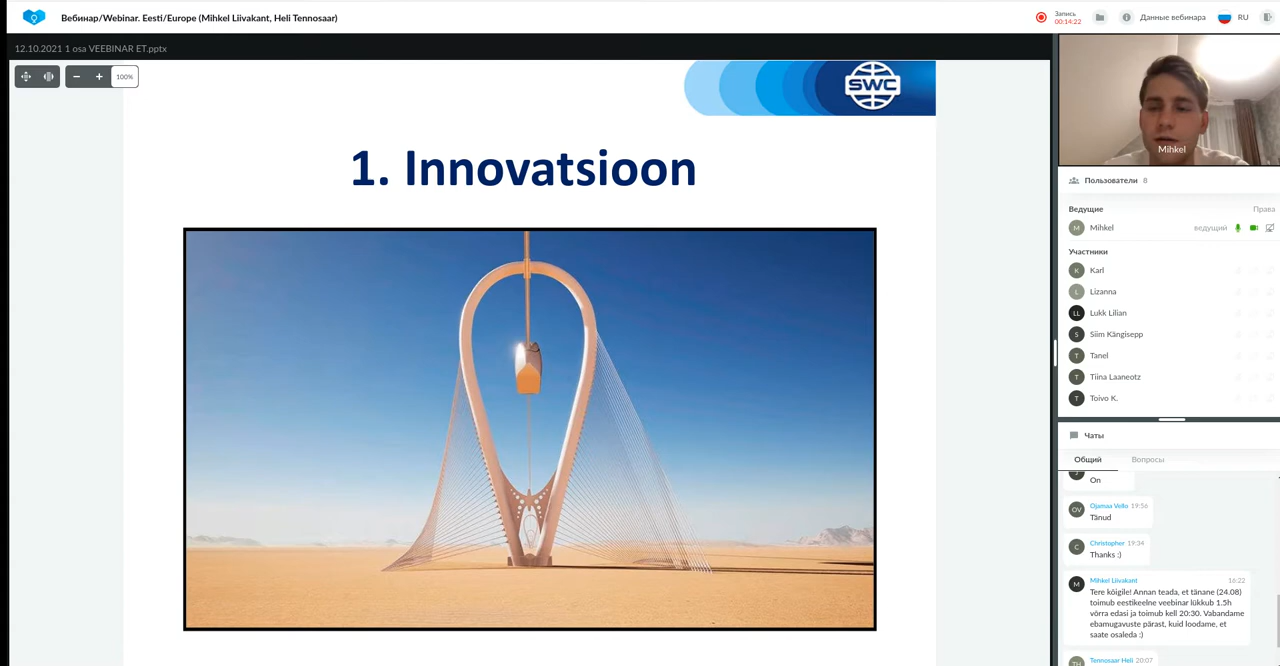 Вебинар/Webinar. Eesti/Europe (Mihkel Liivakant, Heli Tennosaar)
Запись
00:14:22
Данные вебинара
RU
12.10.2021 1 osa VEEBINAR ET.pptx
100%
SWC
1. Innovatsioon
Mihkel
Пользователи 8
Ведущие Права
M Mihkel ведущий
Участники
K Karl
L Lizanna
LL Lukk Lilian
S Siim Kängisepp
T Tanel
T Tiina Laaneotz
T Toivo K.
Чаты
Общий Вопросы
On
OV Ojamaa Vello 19:56
Tänud
C Christopher 19:34
Thanks :)
M Mihkel Liivakant 16:22
Tere kõigile! Annan teada, et tänane (24.08)
toimub eestikeelne veebinar lükkub 1.5h
võrra edasi ja toimub kell 20:30. Vabandame
ebamugavuste pärast, kuid loodame, et
saate osaleda :)
TH Tennosaar Heli 20:07